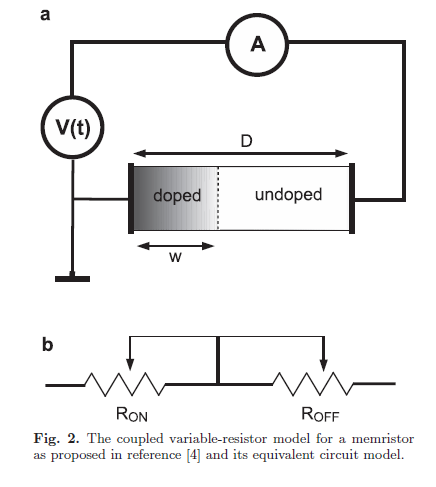 a
A
V(t)
D
doped
undoped
w
b
RON
ROFF
Fig. 2. The coupled variable-resistor model for a memristor
as proposed in reference [4] and its equivalent circuit model.